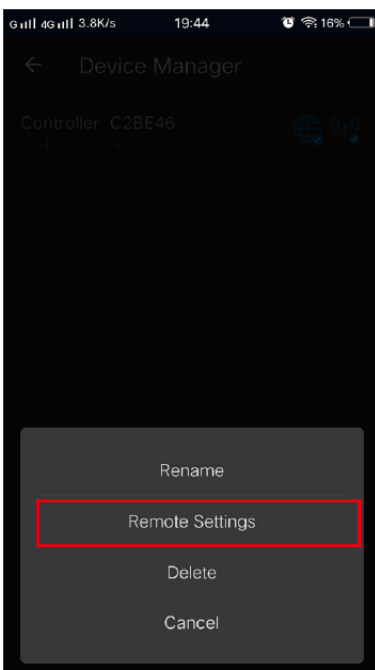 G 4G 3.8K/s 19:44 16%
Device Manager
Controller C2BE46
Rename
Remote Settings
Delete
Cancel